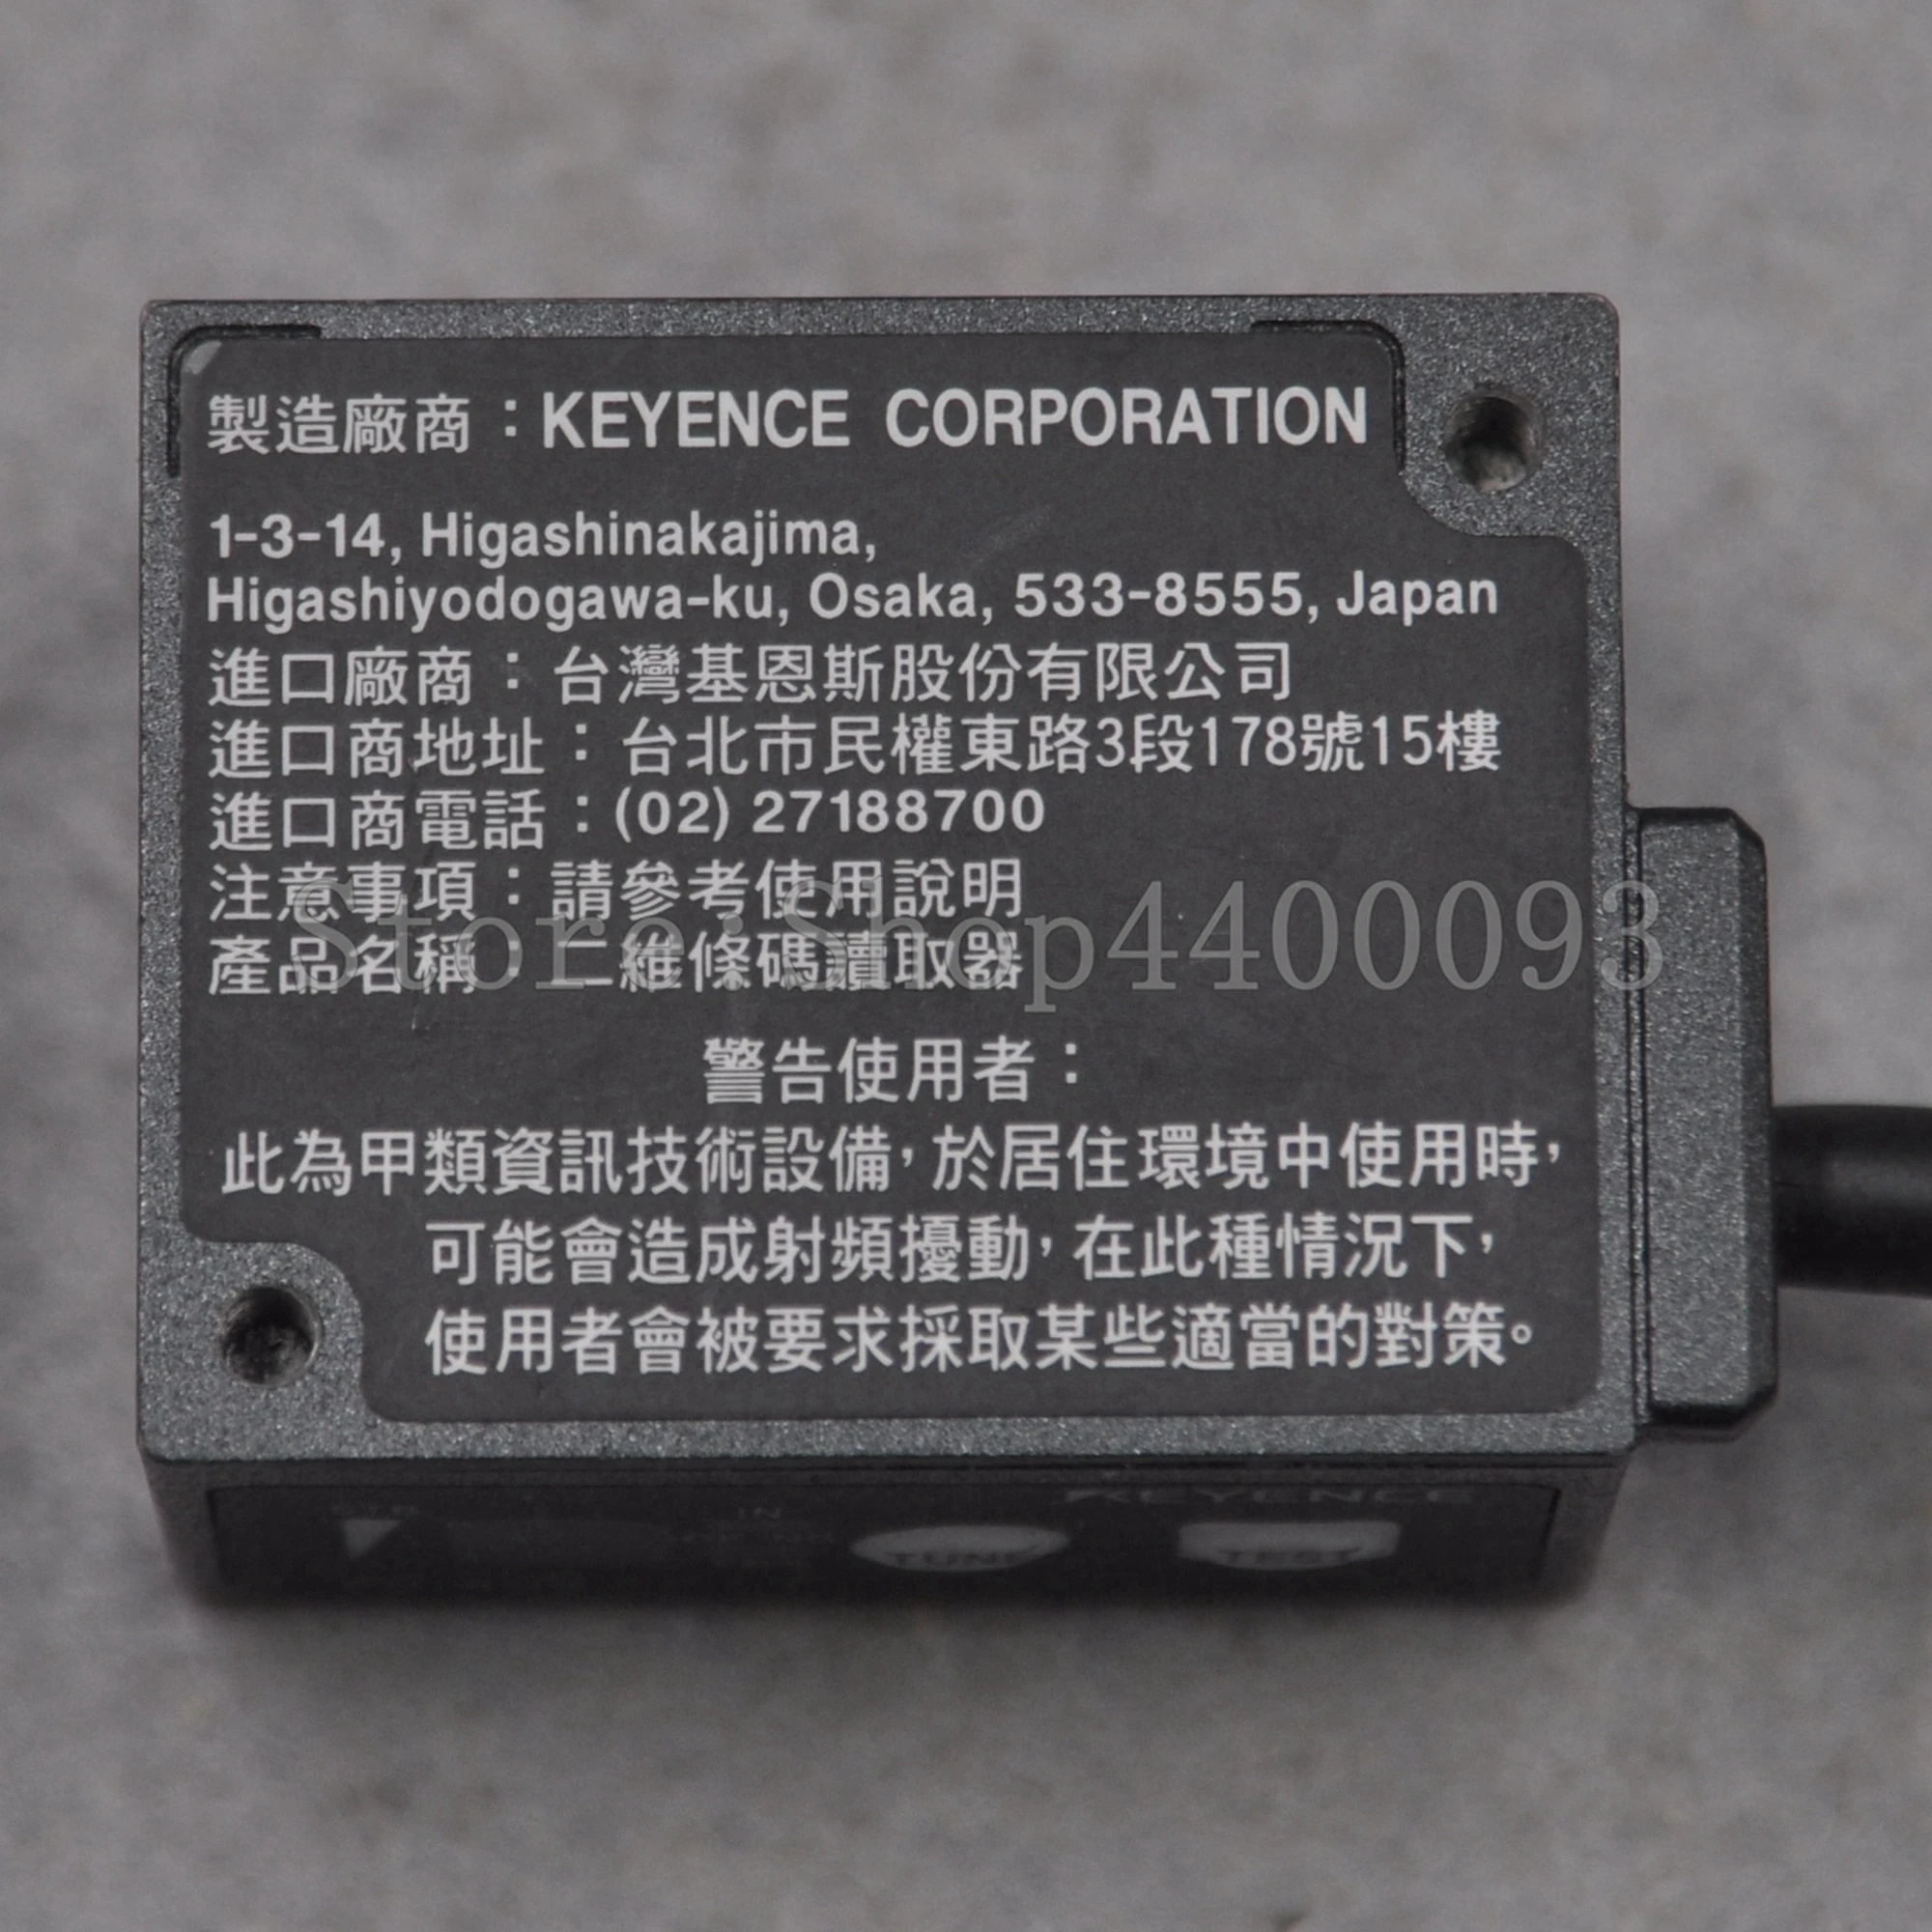 製造廠商：KEYENCE CORPORATION
1-3-14, Higashinakajima,
Higashiyodogawa-ku, Osaka, 533-8555, Japan
進口廠商：台灣基恩斯股份有限公司
進口商地址：台北市民權東路3段178號15樓
進口商電話：(02) 27188700
注意事項：請參考使用說明
產品名稱：二維條碼讀取器
Store:Shop4400093
警告使用者：
此為甲類資訊技術設備，於居住環境中使用時，
可能會造成射頻擾動，在此種情況下，
使用者會被要求採取某些適當的對策。
KEYENCE
IN
TUNE
TEST